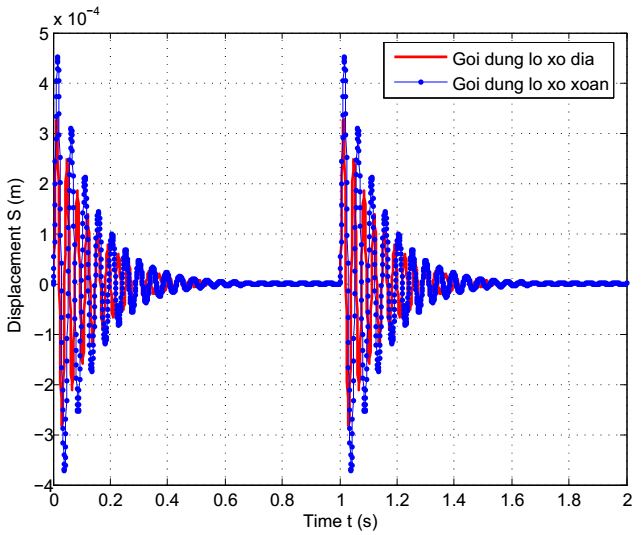 x 10⁻⁴
5
4
3
2
1
0
−1
−2
−3
−4
Displacement S (m)
Goi dung lo xo dia
Goi dung lo xo xoan
0 0.2 0.4 0.6 0.8 1 1.2 1.4 1.6 1.8 2
Time t (s)